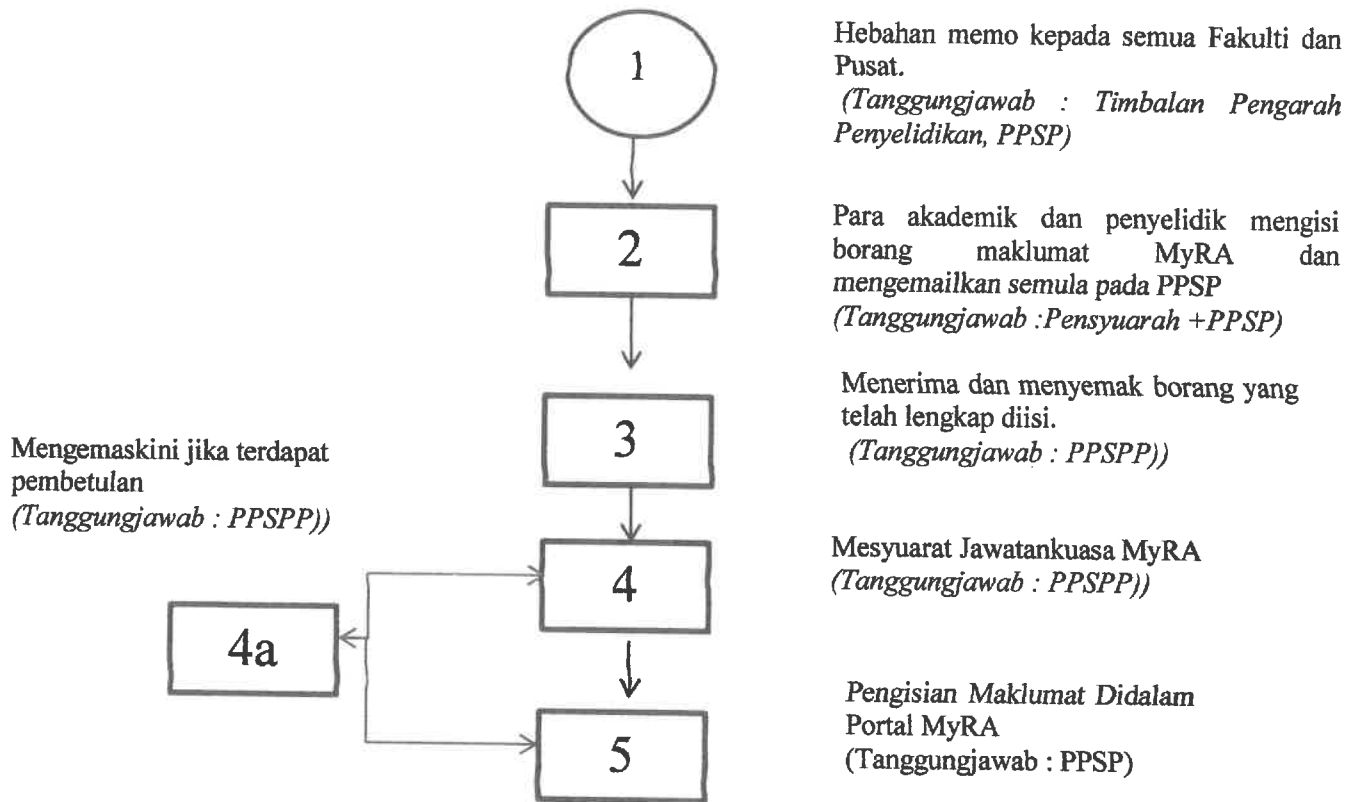 1
Hebahan memo kepada semua Fakulti dan
Pusat.
(Tanggungjawab : Timbalan Pengarah
Penyelidikan, PPSP)
2
Para akademik dan penyelidik mengisi
borang maklumat MyRA dan
mengemailkan semula pada PPSP
(Tanggungjawab :Pensyuarah +PPSP)
3
Menerima dan menyemak borang yang
telah lengkap diisi.
(Tanggungjawab : PPSPP))
Mengemaskini jika terdapat
pembetulan
(Tanggungjawab : PPSPP))
4
Mesyuarat Jawatankuasa MyRA
(Tanggungjawab : PPSPP))
4a
5
Pengisian Maklumat Didalam
Portal MyRA
(Tanggungjawab : PPSP)